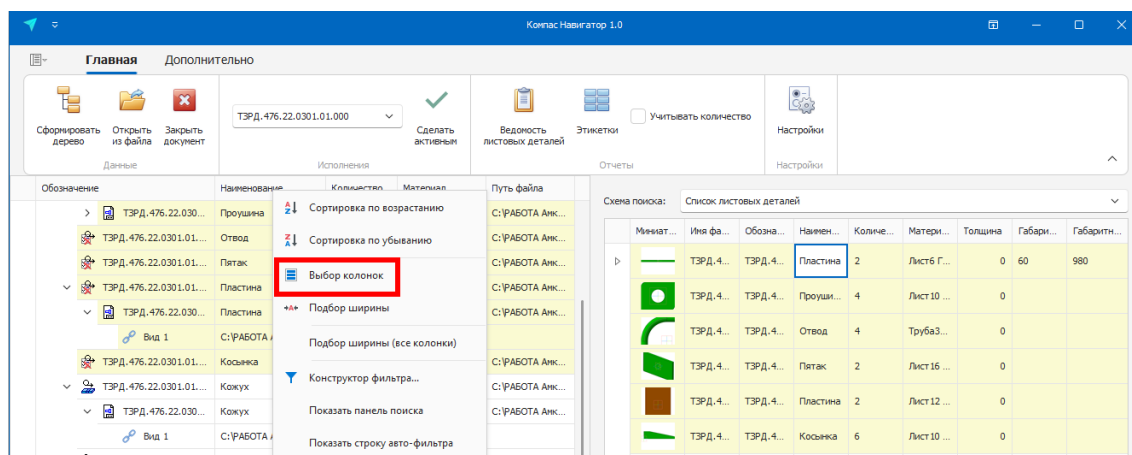 Компас Навигатор 1.0
Главная Дополнительно
Сформировать дерево
Открыть из файла
Закрыть документ
ТЗРД.476.22.0301.01.000
Сделать активным
Ведомость листовых деталей
Этикетки
Учитывать количество
Настройки
Данные Исполнения Отчеты Настройки
Обозначение Наименование Количество Материал Путь файла
ТЗРД.476.22.030... Проушина С:\РАБОТА Амк...
ТЗРД.476.22.0301.01.... Отвод С:\РАБОТА Амк...
ТЗРД.476.22.0301.01.... Пятак С:\РАБОТА Амк...
ТЗРД.476.22.0301.01.... Пластина С:\РАБОТА Амк...
ТЗРД.476.22.030... Пластина С:\РАБОТА Амк...
Вид 1 С:\РАБОТА
ТЗРД.476.22.0301.01.... Косынка С:\РАБОТА Амк...
ТЗРД.476.22.0301.01.... Кожух С:\РАБОТА Амк...
ТЗРД.476.22.030... Кожух С:\РАБОТА Амк...
Вид 1 С:\РАБОТА
Сортировка по возрастанию
Сортировка по убыванию
Выбор колонок
Подбор ширины
Подбор ширины (все колонки)
Конструктор фильтра...
Показать панель поиска
Показать строку авто-фильтра
Схема поиска: Список листовых деталей
Миниат... Имя фа... Обозна... Наимен... Количе... Матери... Толщина Габари... Габаритн...
ТЗРД.4... ТЗРД.4... Пластина 2 Лист6 Г... 0 60 980
ТЗРД.4... ТЗРД.4... Проуши... 4 Лист10 ... 0
ТЗРД.4... ТЗРД.4... Отвод 4 Труба3... 0
ТЗРД.4... ТЗРД.4... Пятак 2 Лист16 ... 0
ТЗРД.4... ТЗРД.4... Пластина 2 Лист12 ... 0
ТЗРД.4... ТЗРД.4... Косынка 6 Лист10 ... 0